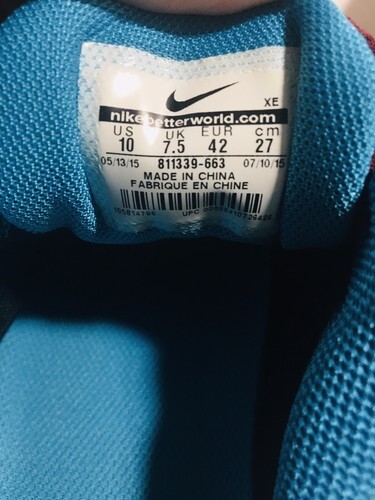 XE
nikebetterworld.com
US UK EUR cm
10 7.5 42 27
05/13/15 811339-663 07/10/15
MADE IN CHINA
FABRIQUE EN CHINE
UPC